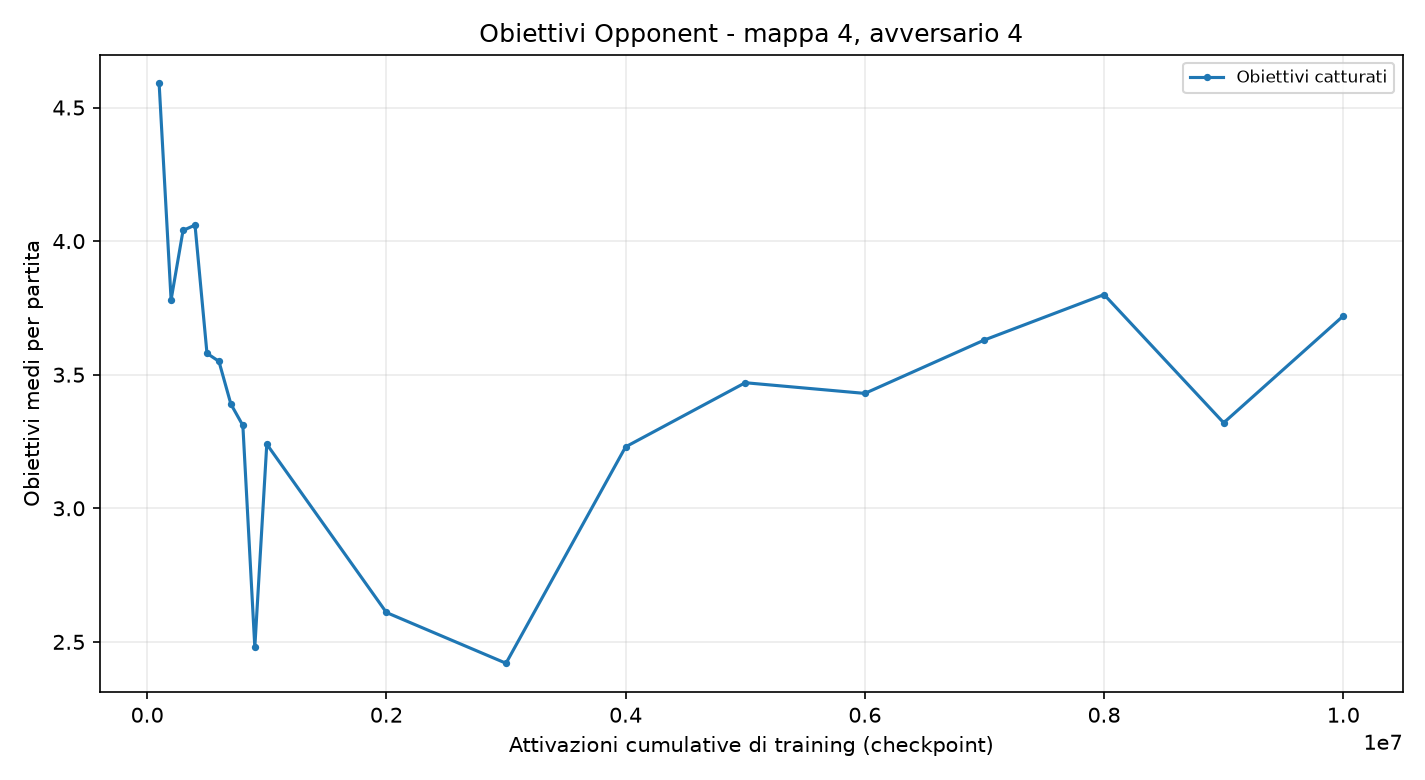 Obiettivi Opponent - mappa 4, avversario 4
Obiettivi catturati
Obiettivi medi per partita
4.5
4.0
3.5
3.0
2.5
0.0 0.2 0.4 0.6 0.8 1.0
1e7
Attivazioni cumulative di training (checkpoint)